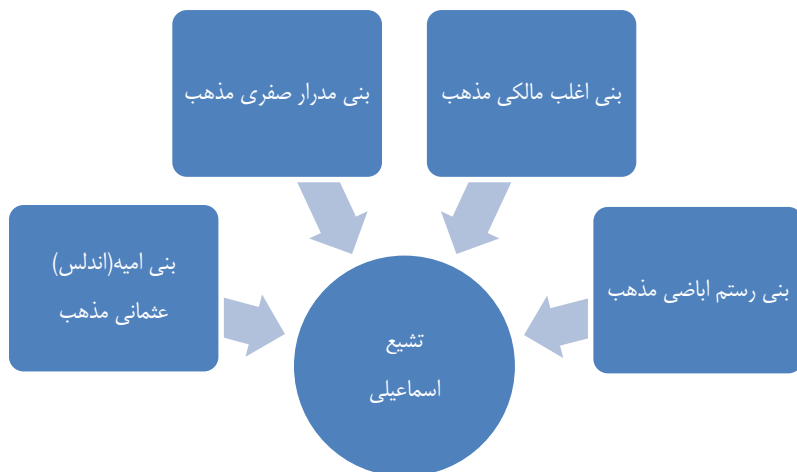 بنی مدرار صفری مذهب
بنی اغلب مالکی مذهب
بنی امیه(اندلس)
عثمانی مذهب
بنی رستم اباضی مذهب
تشیع
اسماعیلی